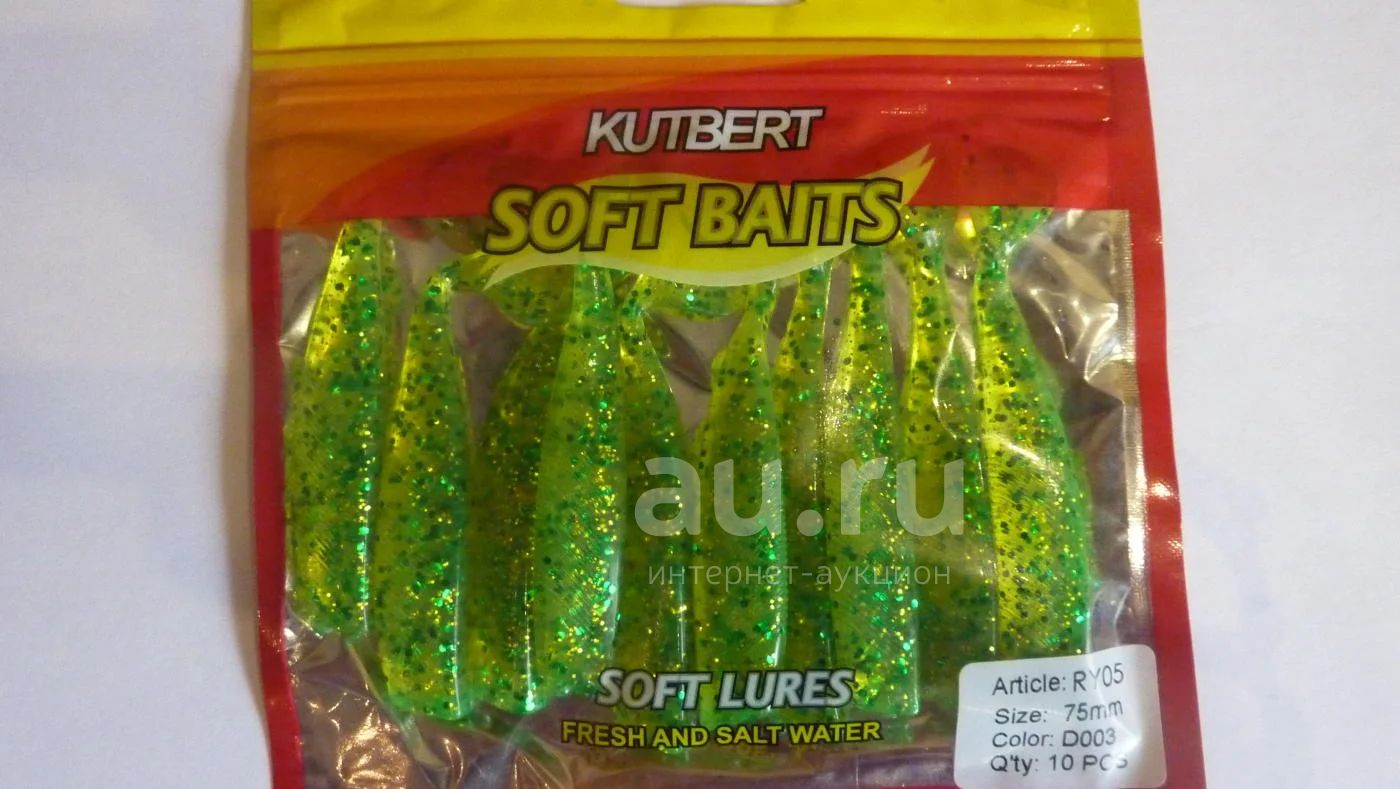 KUTBERT
SOFT BAITS
au.ru
интернет-аукцион
SOFT LURES
FRESH AND SALT WATER
Article: RY05
Size: 75mm
Color: D003
Q'ty: 10 PCS